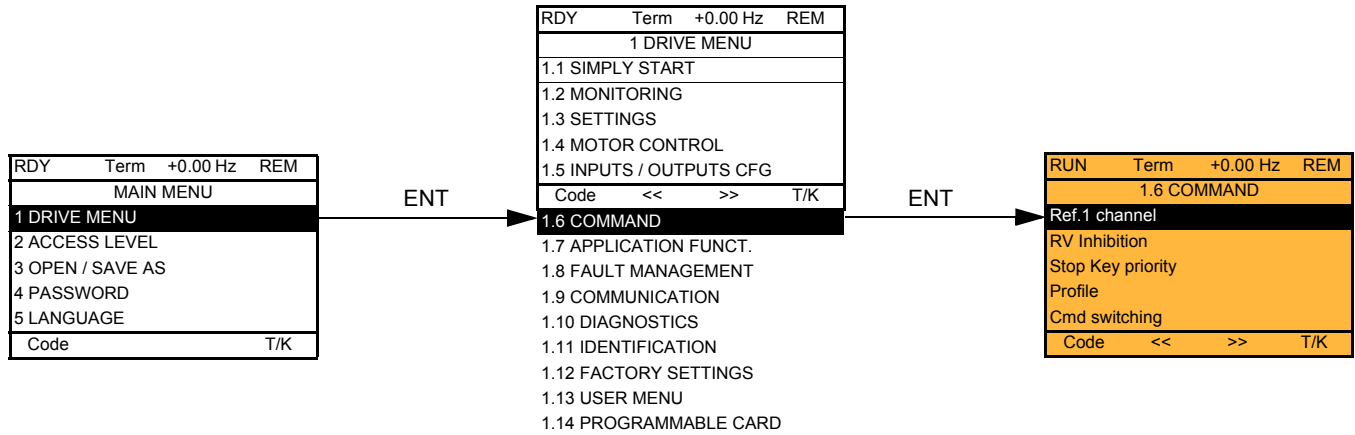 RDY Term +0.00 Hz REM
MAIN MENU
1 DRIVE MENU
2 ACCESS LEVEL
3 OPEN / SAVE AS
4 PASSWORD
5 LANGUAGE
Code T/K
ENT
RDY Term +0.00 Hz REM
1 DRIVE MENU
1.1 SIMPLY START
1.2 MONITORING
1.3 SETTINGS
1.4 MOTOR CONTROL
1.5 INPUTS / OUTPUTS CFG
Code << >> T/K
1.6 COMMAND
1.7 APPLICATION FUNCT.
1.8 FAULT MANAGEMENT
1.9 COMMUNICATION
1.10 DIAGNOSTICS
1.11 IDENTIFICATION
1.12 FACTORY SETTINGS
1.13 USER MENU
1.14 PROGRAMMABLE CARD
ENT
RUN Term +0.00 Hz REM
1.6 COMMAND
Ref.1 channel
RV Inhibition
Stop Key priority
Profile
Cmd switching
Code << >> T/K